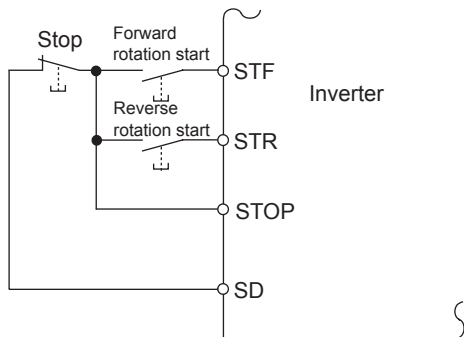 Stop
Forward
rotation start
STF
Inverter
Reverse
rotation start
STR
STOP
SD